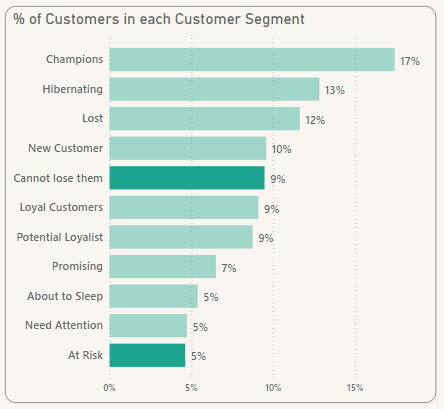 % of Customers in each Customer Segment
Champions 17%
Hibernating 13%
Lost 12%
New Customer 10%
Cannot lose them 9%
Loyal Customers 9%
Potential Loyalist 9%
Promising 7%
About to Sleep 5%
Need Attention 5%
At Risk 5%
0% 5% 10% 15%